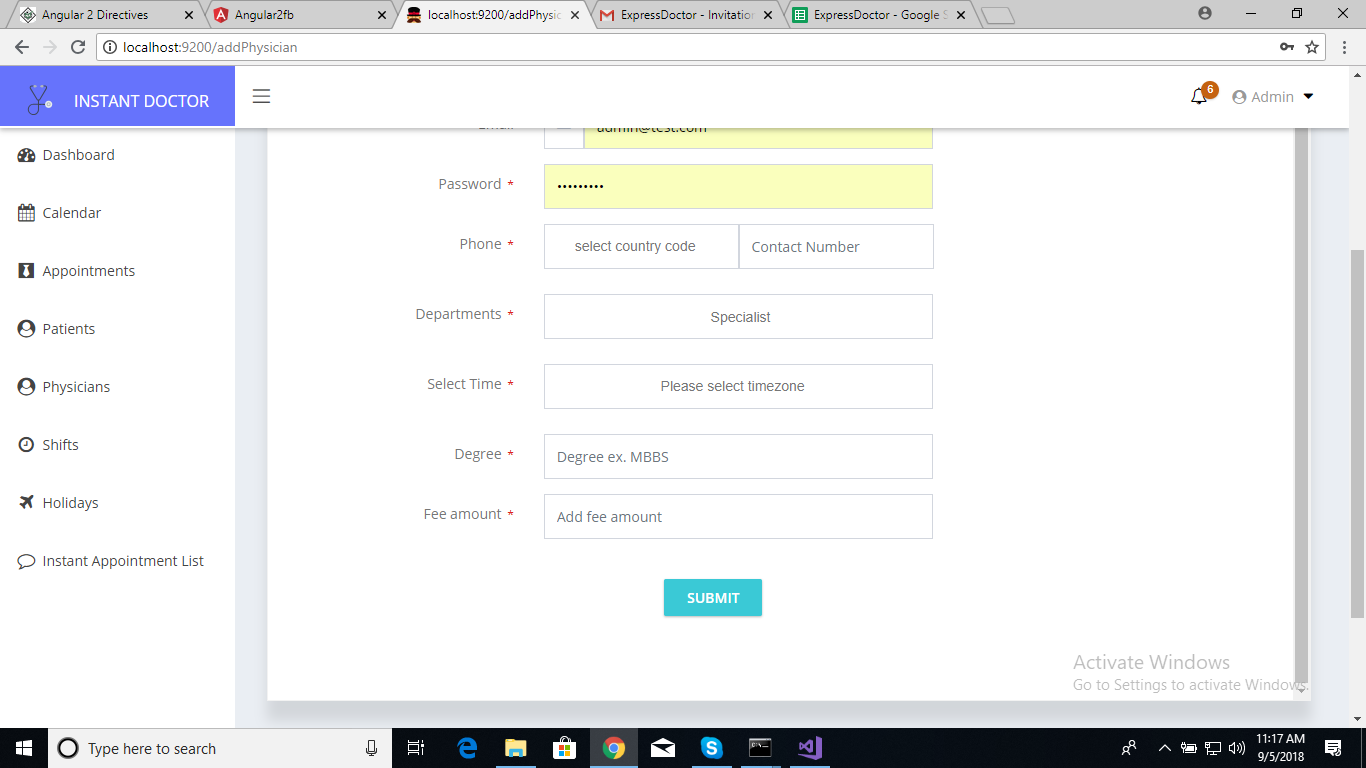 Angular 2 Directives
Angular2fb
localhost:9200/addPhysic
ExpressDoctor - Invitation
ExpressDoctor - Google S
localhost:9200/addPhysician
INSTANT DOCTOR
6
Admin
Dashboard
Calendar
Appointments
Patients
Physicians
Shifts
Holidays
Instant Appointment List
Email
admin@test.com
Password *
•••••••••
Phone *
select country code
Contact Number
Departments *
Specialist
Select Time *
Please select timezone
Degree *
Degree ex. MBBS
Fee amount *
Add fee amount
SUBMIT
Activate Windows
Go to Settings to activate Windows.
Type here to search
11:17 AM
9/5/2018